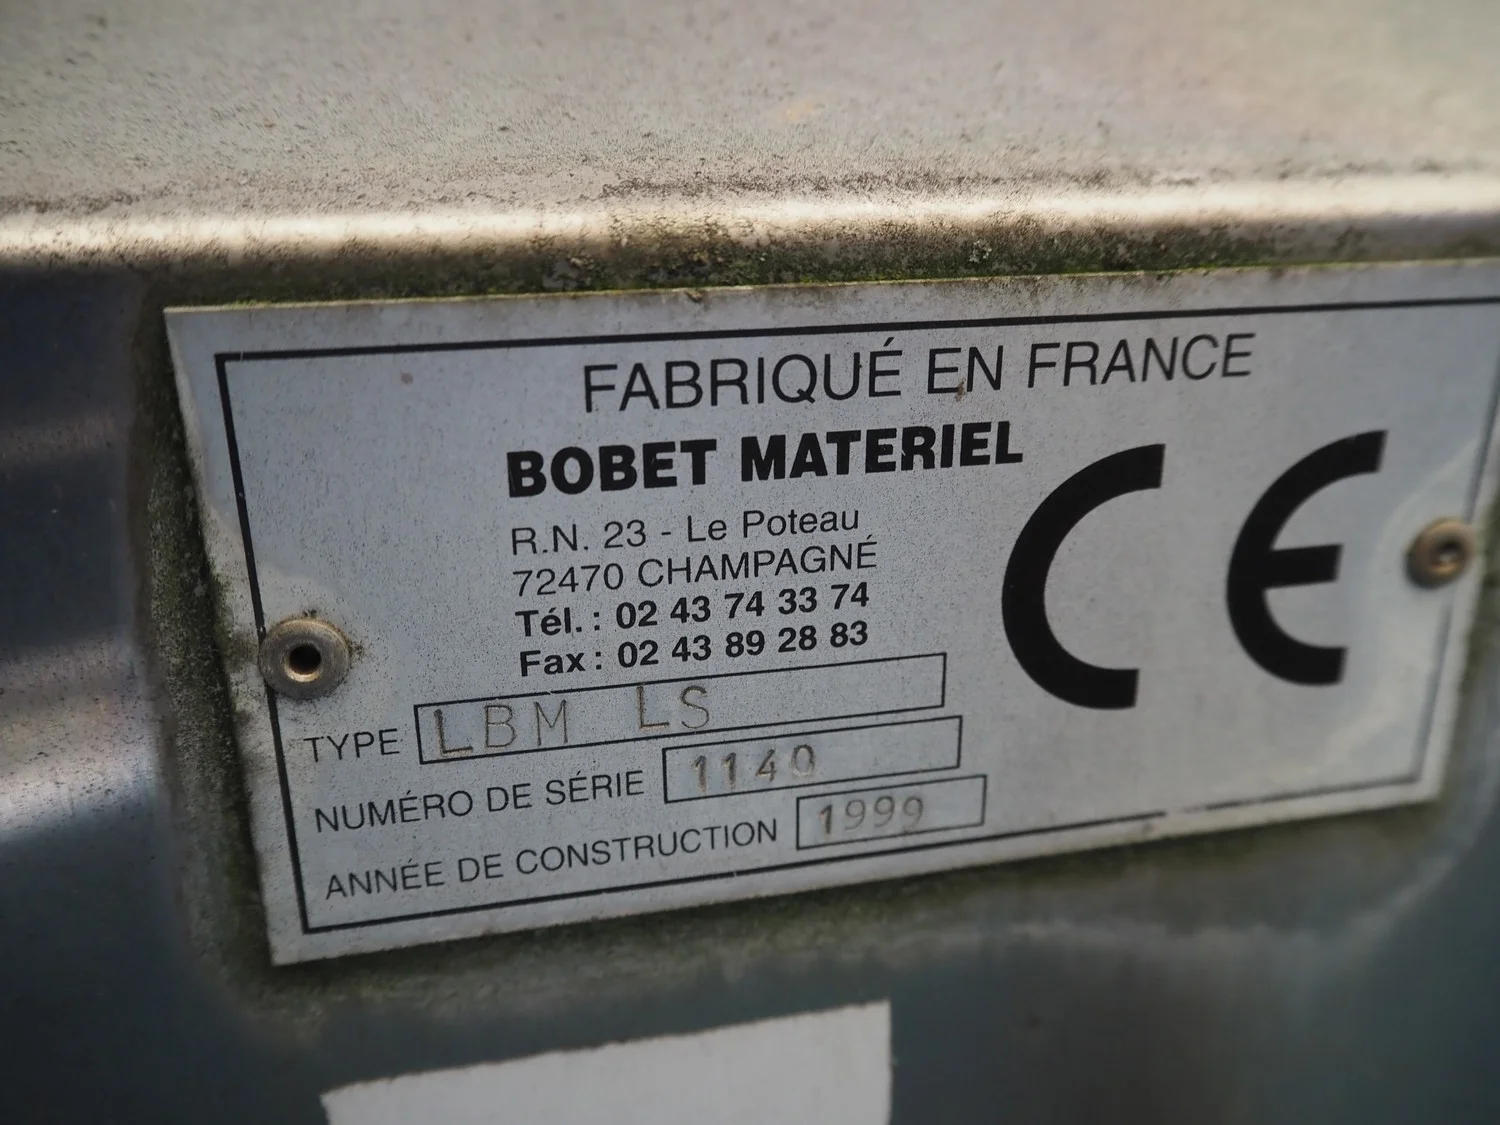 FABRIQUÉ EN FRANCE
BOBET MATERIEL
R.N. 23 - Le Poteau
72470 CHAMPAGNÉ
Tél. : 02 43 74 33 74
Fax : 02 43 89 28 83
CE
TYPE LBM LS
NUMÉRO DE SÉRIE 1140
ANNÉE DE CONSTRUCTION 1999